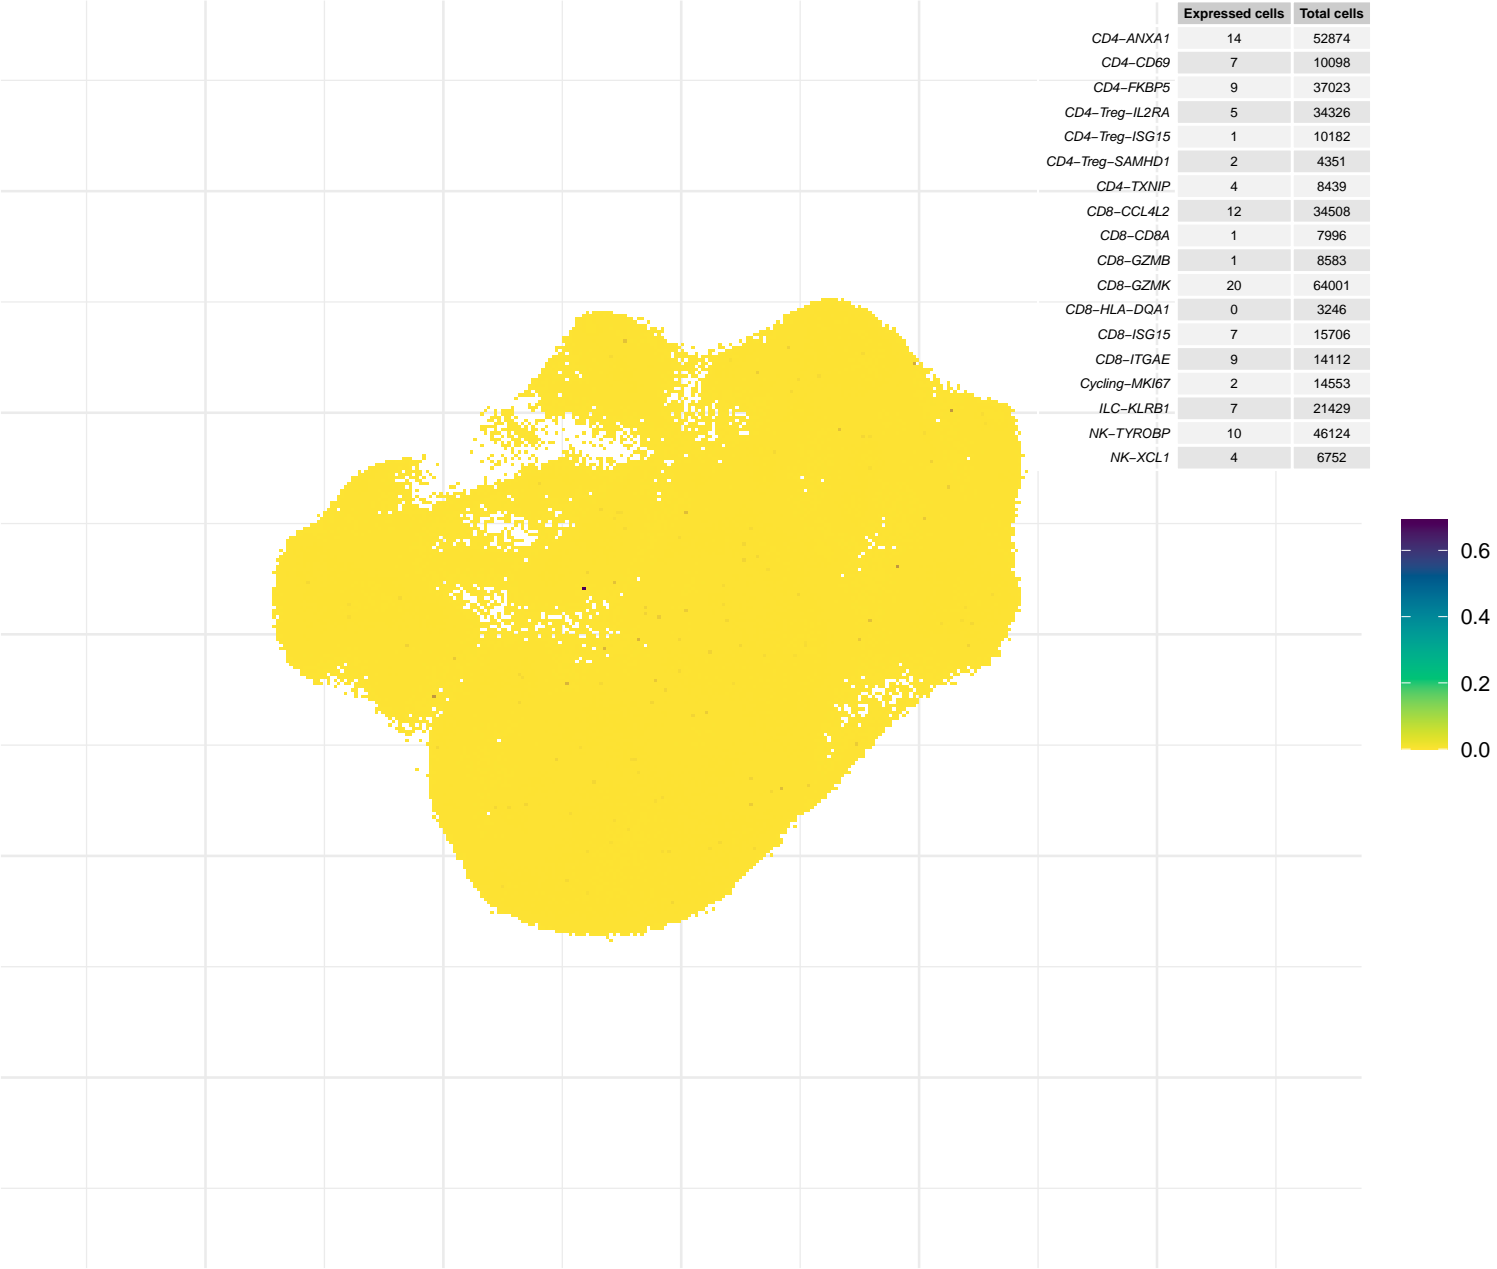 Expressed cells Total cells
CD4−ANXA1 14 52874
CD4−CD69 7 10098
CD4−FKBP5 9 37023
CD4−Treg−IL2RA 5 34326
CD4−Treg−ISG15 1 10182
CD4−Treg−SAMHD1 2 4351
CD4−TXNIP 4 8439
CD8−CCL4L2 12 34508
CD8−CD8A 1 7996
CD8−GZMB 1 8583
CD8−GZMK 20 64001
CD8−HLA−DQA1 0 3246
CD8−ISG15 7 15706
CD8−ITGAE 9 14112
Cycling−MKI67 2 14553
ILC−KLRB1 7 21429
NK−TYROBP 10 46124
NK−XCL1 4 6752
0.6
0.4
0.2
0.0